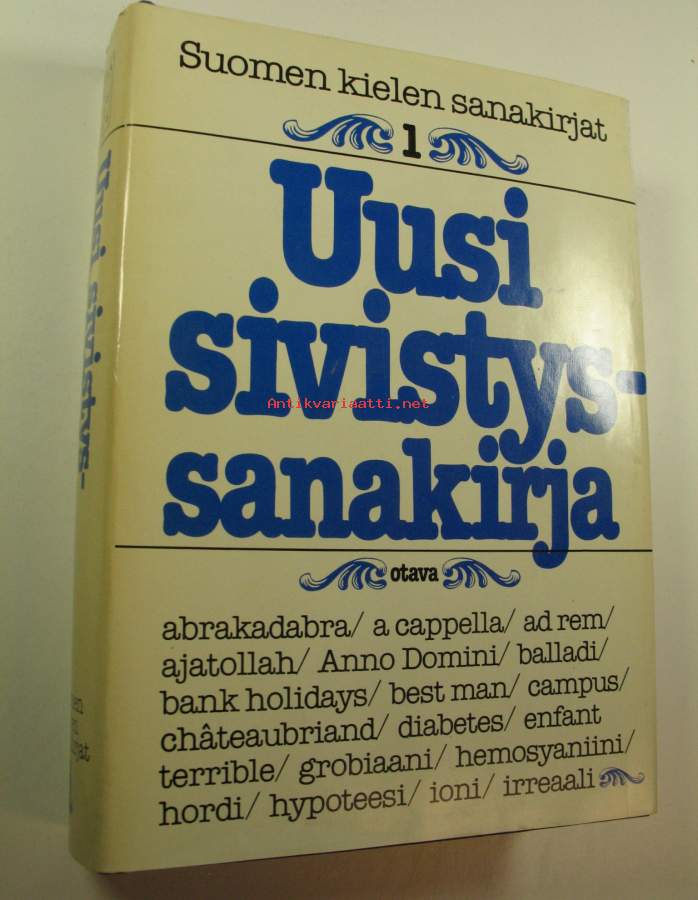 Suomen kielen sanakirjat
1
Uusi
sivistys-
sanakirja
otava
abrakadabra/ a cappella/ ad rem/
ajatollah/ Anno Domini/ balladi/
bank holidays/ best man/ campus/
châteaubriand/ diabetes/ enfant
terrible/ grobiaani/ hemosyaniini/
hordi/ hypoteesi/ ioni/ irreaali
Uusi sivistys-
Antikvariaatti.net